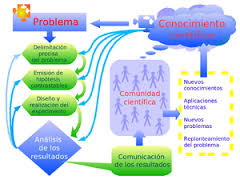 Problema
Conocimiento
científico
Delimitación
precisa
del problema
Emisión de
hipótesis
contrastables
Diseño y
realización del
experimento
Análisis
de los
resultados
Comunidad
científica
Comunicación
de los resultados
Nuevos
conocimientos
Aplicaciones
técnicas
Nuevos
problemas
Replanteamiento
del problema